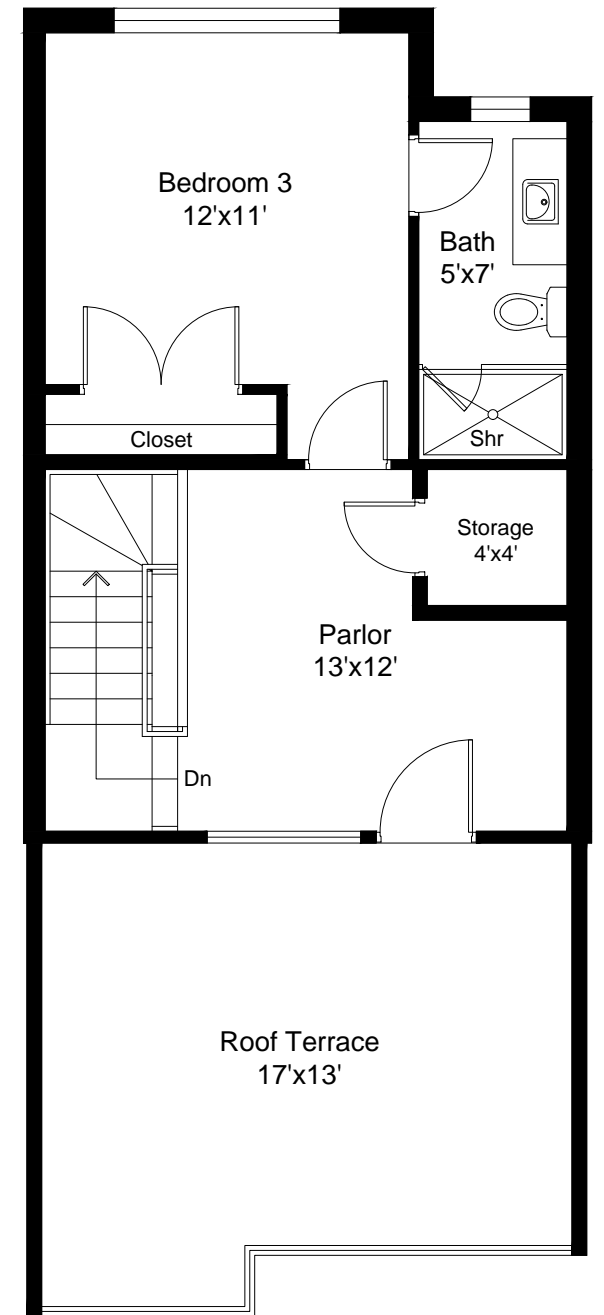 Bedroom 3
12'x11'
Bath
5'x7'
Closet
Shr
Storage
4'x4'
Parlor
13'x12'
Dn
Roof Terrace
17'x13'